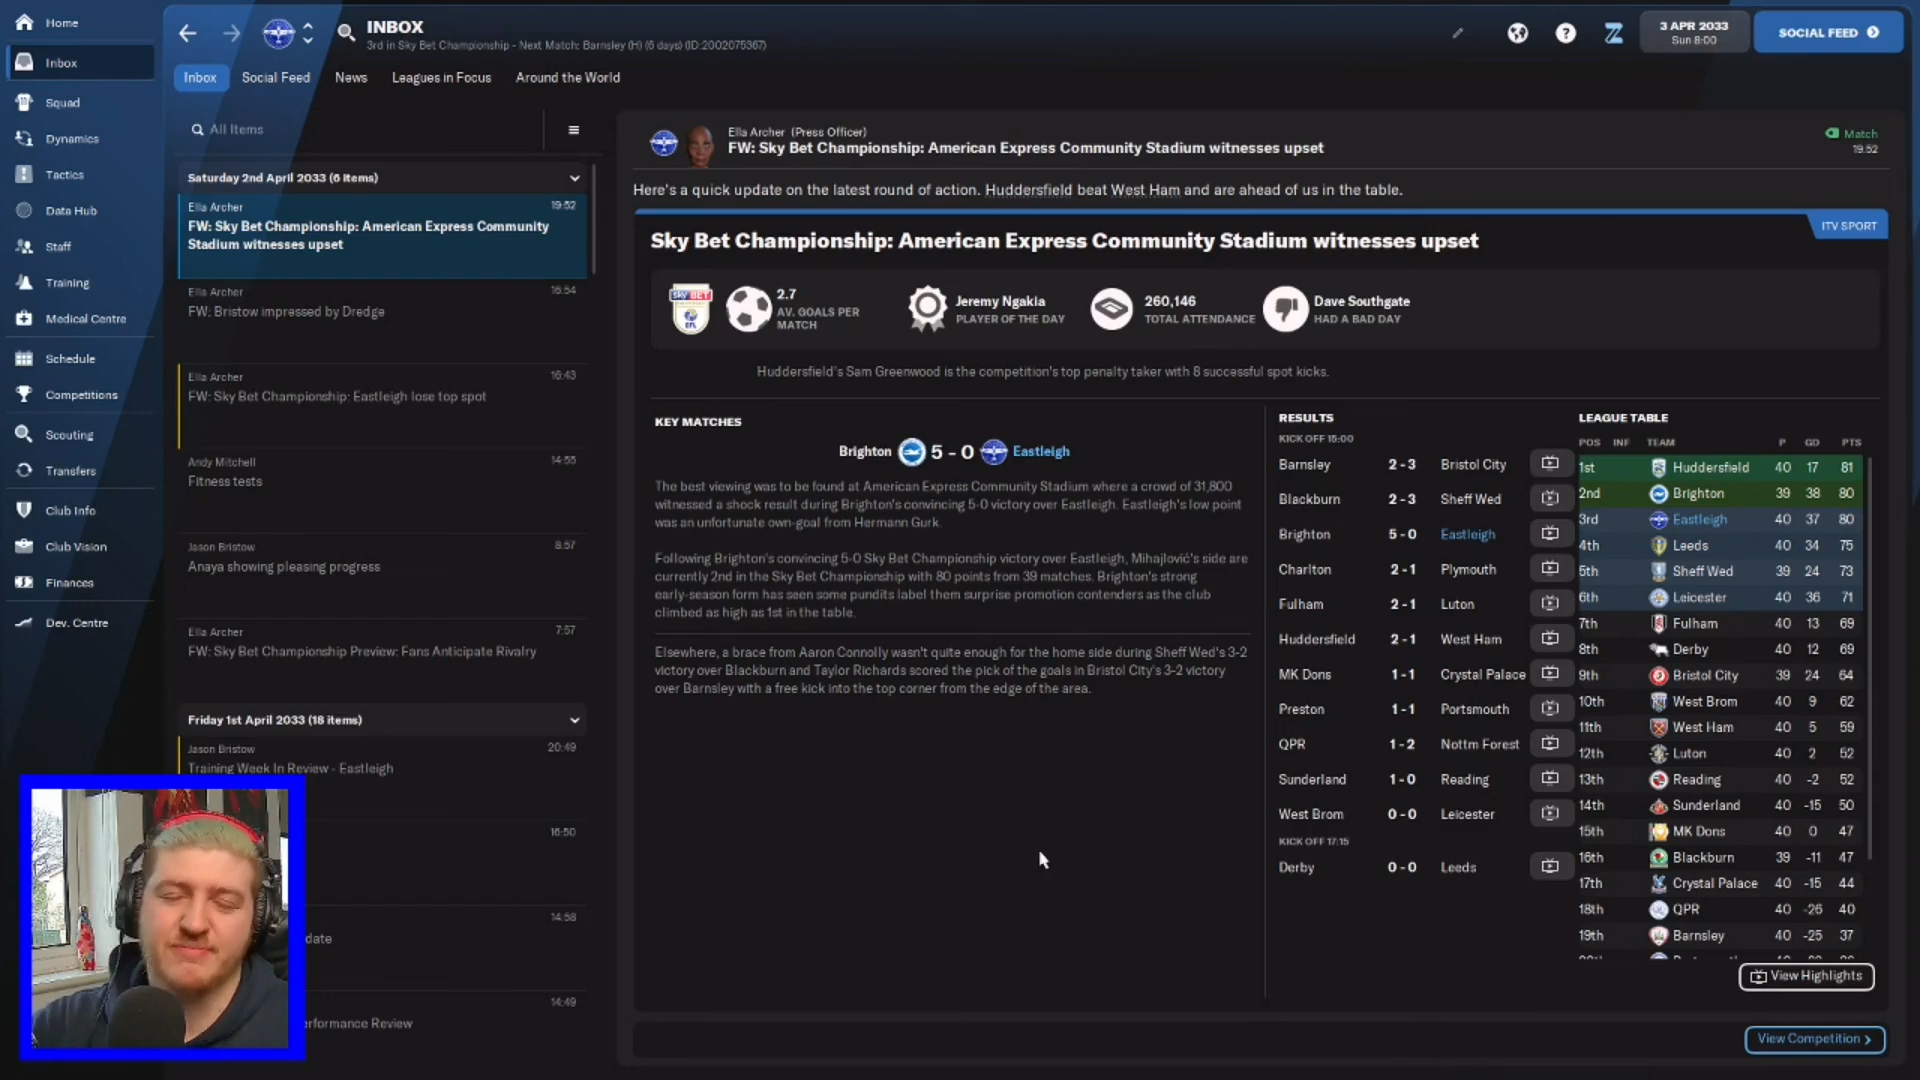 Home
Inbox
Squad
Dynamics
Tactics
Data Hub
Staff
Training
Medical Centre
Schedule
Competitions
Scouting
Transfers
Club Info
Club Vision
Finances
Dev. Centre
INBOX
3rd in Sky Bet Championship - Next Match: Barnsley (H) (6 days) (ID:2002075367)
3 APR 2033
Sun 8:00
SOCIAL FEED
Inbox Social Feed News Leagues in Focus Around the World
All Items
Saturday 2nd April 2033 (6 items)
Ella Archer 19:52
FW: Sky Bet Championship: American Express Community
Stadium witnesses upset
Ella Archer 16:54
FW: Bristow impressed by Dredge
Ella Archer 16:43
FW: Sky Bet Championship: Eastleigh lose top spot
Andy Mitchell 14:55
Fitness tests
Jason Bristow 8:57
Anaya showing pleasing progress
Ella Archer 7:57
FW: Sky Bet Championship Preview: Fans Anticipate Rivalry
Friday 1st April 2033 (18 items)
Jason Bristow 20:49
Training Week In Review - Eastleigh
16:50
14:58
date
14:49
erformance Review
Ella Archer (Press Officer)
FW: Sky Bet Championship: American Express Community Stadium witnesses upset
Match
19:52
Here's a quick update on the latest round of action. Huddersfield beat West Ham and are ahead of us in the table.
ITV SPORT
Sky Bet Championship: American Express Community Stadium witnesses upset
sky BET
EFL
2.7
AV. GOALS PER
MATCH
Jeremy Ngakia
PLAYER OF THE DAY
260,146
TOTAL ATTENDANCE
Dave Southgate
HAD A BAD DAY
Huddersfield's Sam Greenwood is the competition's top penalty taker with 8 successful spot kicks.
KEY MATCHES
Brighton 5 - 0 Eastleigh
The best viewing was to be found at American Express Community Stadium where a crowd of 31,800
witnessed a shock result during Brighton's convincing 5-0 victory over Eastleigh. Eastleigh's low point
was an unfortunate own-goal from Hermann Gurk.
Following Brighton's convincing 5-0 Sky Bet Championship victory over Eastleigh, Mihajlović's side are
currently 2nd in the Sky Bet Championship with 80 points from 39 matches. Brighton's strong
early-season form has seen some pundits label them surprise promotion contenders as the club
climbed as high as 1st in the table.
Elsewhere, a brace from Aaron Connolly wasn't quite enough for the home side during Sheff Wed's 3-2
victory over Blackburn and Taylor Richards scored the pick of the goals in Bristol City's 3-2 victory
over Barnsley with a free kick into the top corner from the edge of the area.
RESULTS
KICK OFF 15:00
Barnsley 2 - 3 Bristol City
Blackburn 2 - 3 Sheff Wed
Brighton 5 - 0 Eastleigh
Charlton 2 - 1 Plymouth
Fulham 2 - 1 Luton
Huddersfield 2 - 1 West Ham
MK Dons 1 - 1 Crystal Palace
Preston 1 - 1 Portsmouth
QPR 1 - 2 Nottm Forest
Sunderland 1 - 0 Reading
West Brom 0 - 0 Leicester
KICK OFF 17:15
Derby 0 - 0 Leeds
LEAGUE TABLE
POS INF TEAM P GD PTS
1st Huddersfield 40 17 81
2nd Brighton 39 38 80
3rd Eastleigh 40 37 80
4th Leeds 40 34 75
5th Sheff Wed 39 24 73
6th Leicester 40 36 71
7th Fulham 40 13 69
8th Derby 40 12 69
9th Bristol City 39 24 64
10th West Brom 40 9 62
11th West Ham 40 5 59
12th Luton 40 2 52
13th Reading 40 -2 52
14th Sunderland 40 -15 50
15th MK Dons 40 0 47
16th Blackburn 39 -11 47
17th Crystal Palace 40 -15 44
18th QPR 40 -26 40
19th Barnsley 40 -25 37
View Highlights
View Competition